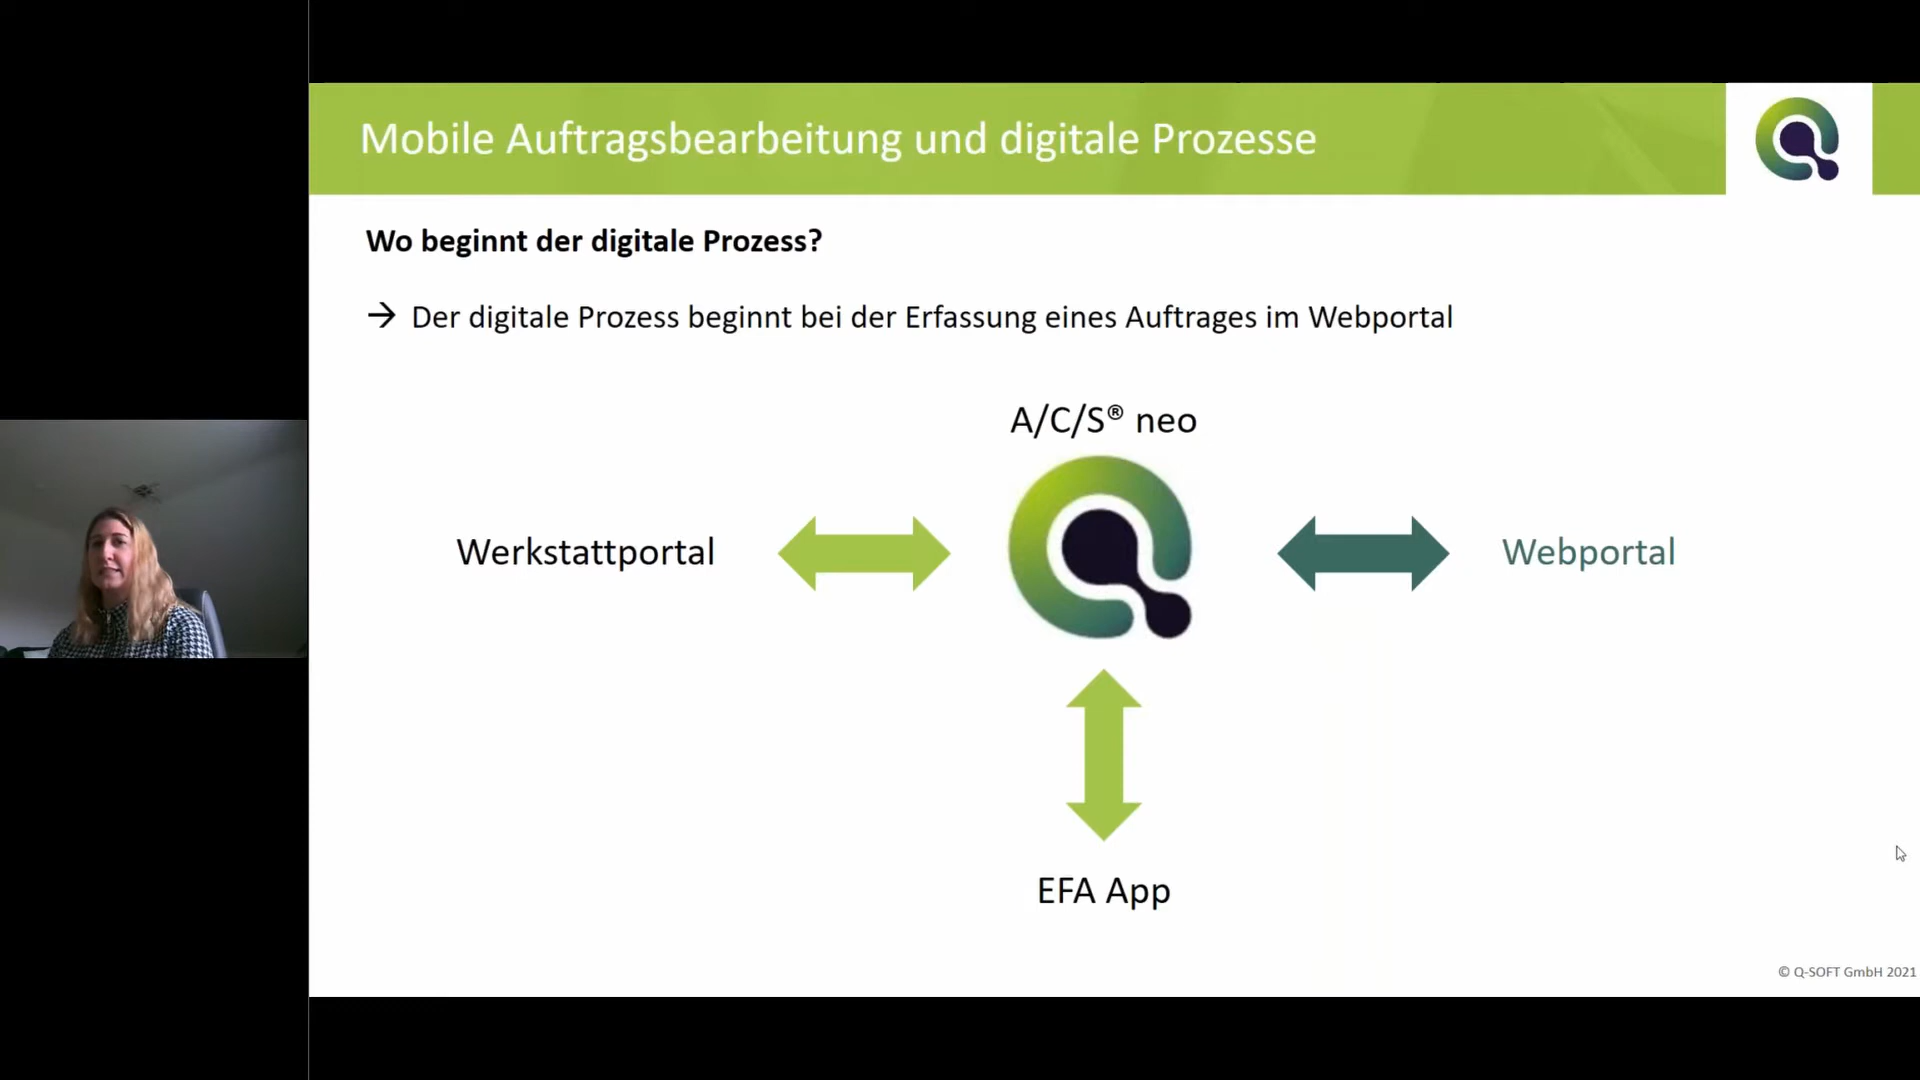 Mobile Auftragsbearbeitung und digitale Prozesse
Wo beginnt der digitale Prozess?
→ Der digitale Prozess beginnt bei der Erfassung eines Auftrages im Webportal
A/C/S® neo
Werkstattportal
Webportal
EFA App
© Q-SOFT GmbH 2021